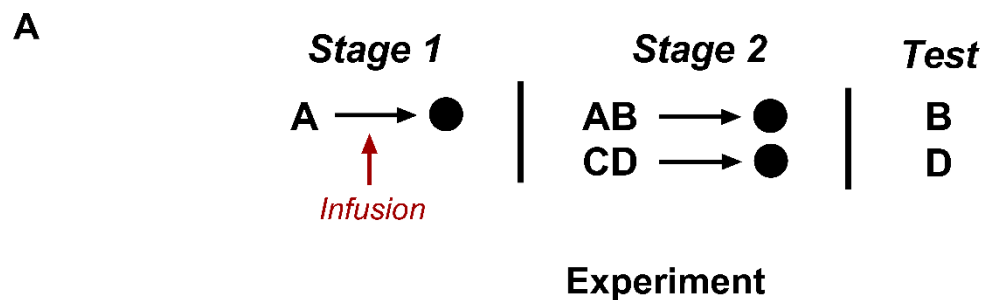 A
Stage 1 Stage 2 Test
A AB B
CD D
Infusion
Experiment